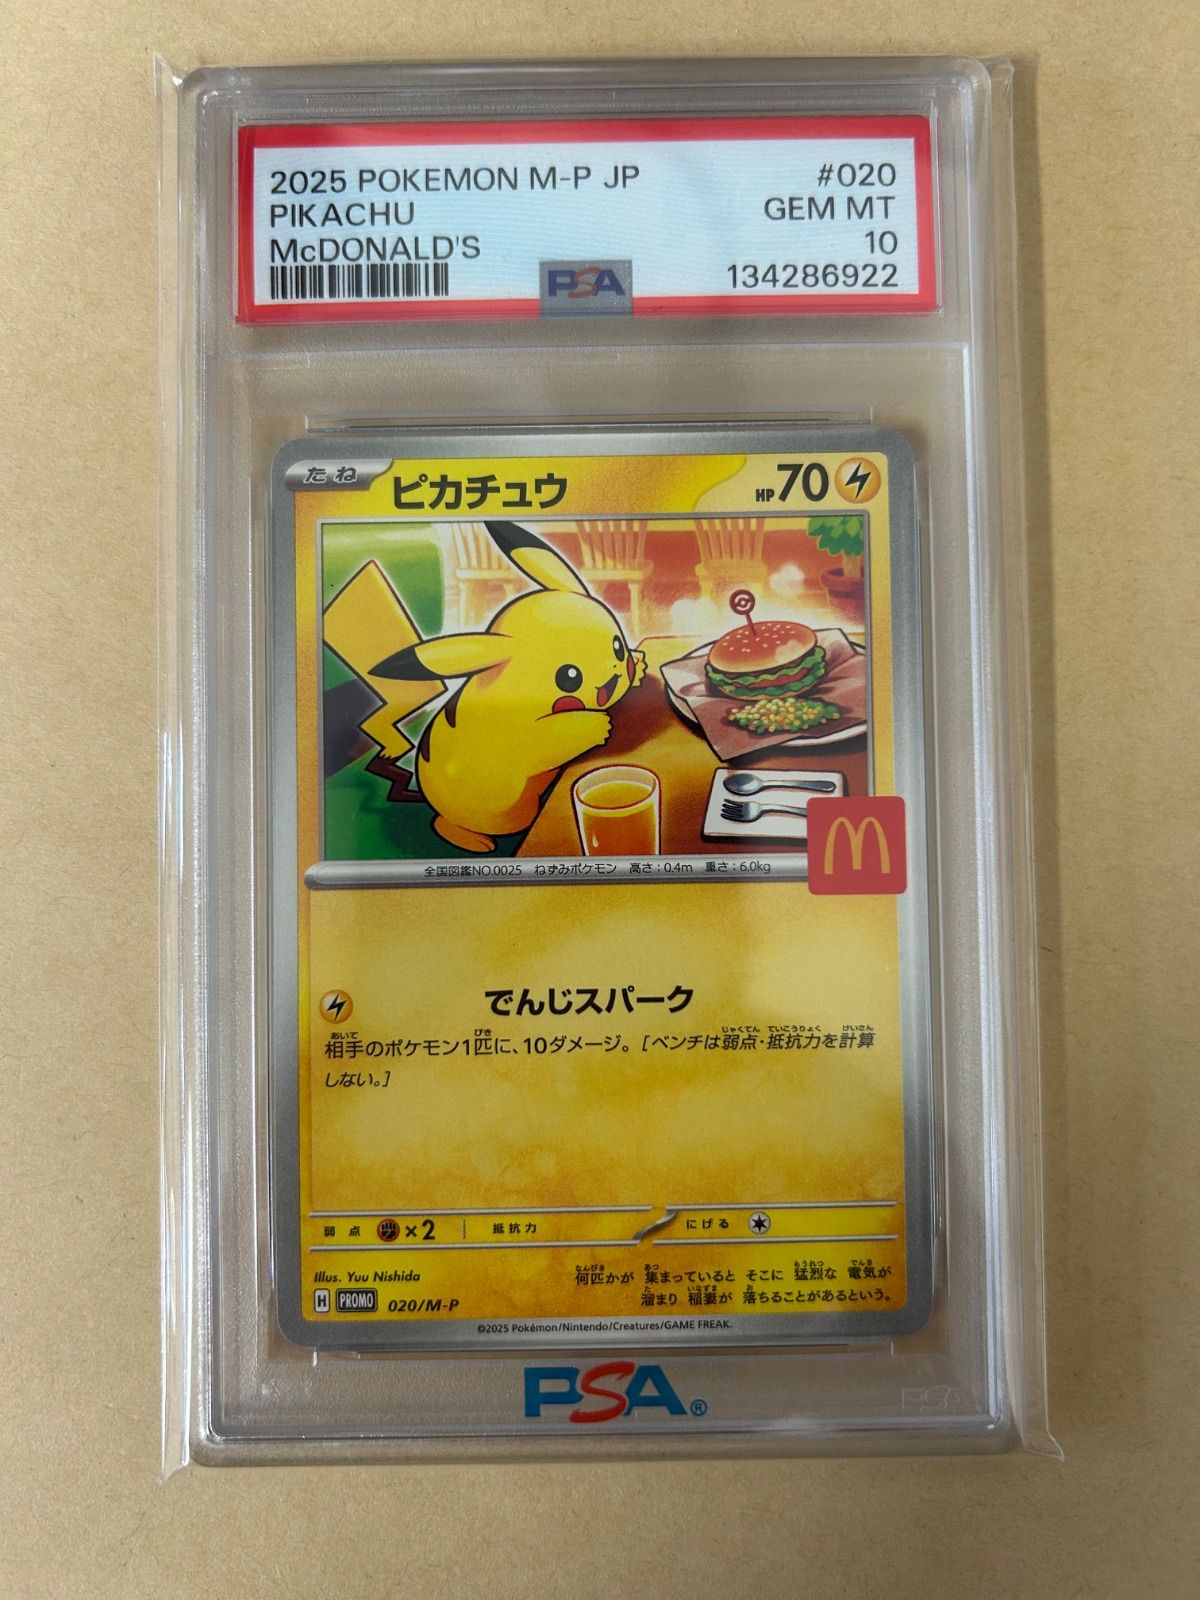 2025 POKEMON M-P JP #020
PIKACHU GEM MT
McDONALD'S 10
PSA 134286922
たね ピカチュウ HP 70
全国図鑑NO.0025 ねずみポケモン 高さ:0.4m 重さ:6.0kg
でんじスパーク
相手のポケモン1匹に、10ダメージ。[ベンチは弱点・抵抗力を計算
しない。]
弱点 ×2 抵抗力 にげる
Illus. Yuu Nishida
何匹かが 集まっていると そこに 猛烈な 電気が
溜まり 稲妻が 落ちることがあるという。
H PROMO 020/M-P
©2025 Pokémon/Nintendo/Creatures/GAME FREAK.
PSA®
PSA